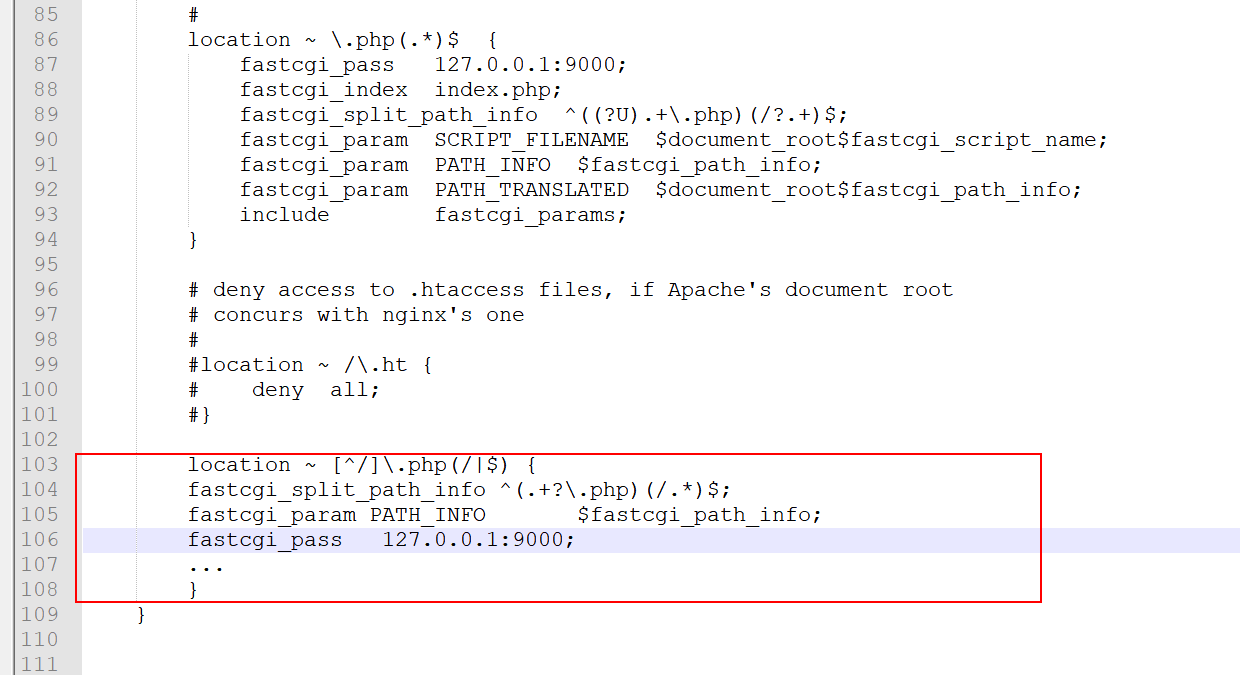 85 #
86 location ~ \.php(.*)$ {
87 fastcgi_pass 127.0.0.1:9000;
88 fastcgi_index index.php;
89 fastcgi_split_path_info ^((?U).+\.php)(/?.+)$;
90 fastcgi_param SCRIPT_FILENAME $document_root$fastcgi_script_name;
91 fastcgi_param PATH_INFO $fastcgi_path_info;
92 fastcgi_param PATH_TRANSLATED $document_root$fastcgi_path_info;
93 include fastcgi_params;
94 }
95
96 # deny access to .htaccess files, if Apache's document root
97 # concurs with nginx's one
98 #
99 #location ~ /\.ht {
100 # deny all;
101 #}
102
103 location ~ [^/]\.php(/|$) {
104 fastcgi_split_path_info ^(.+?\.php)(/.*)$;
105 fastcgi_param PATH_INFO $fastcgi_path_info;
106 fastcgi_pass 127.0.0.1:9000;
107 ...
108 }
109 }
110
111